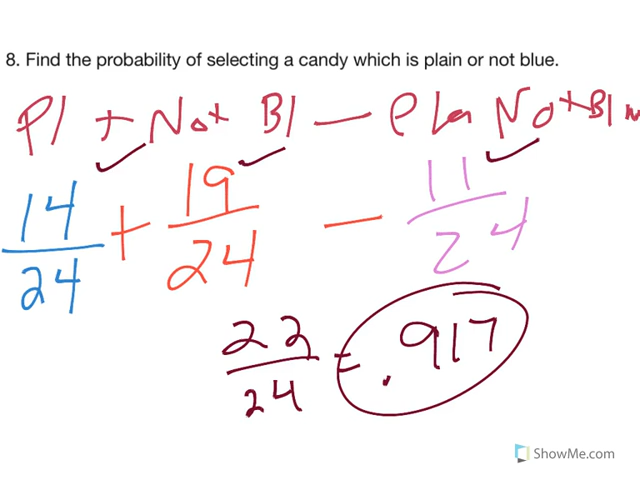 8. Find the probability of selecting a candy which is plain or not blue.
Pl + Not Bl — Pla Not Bl
14/24 + 19/24 — 11/24
22/24 = .917
ShowMe.com